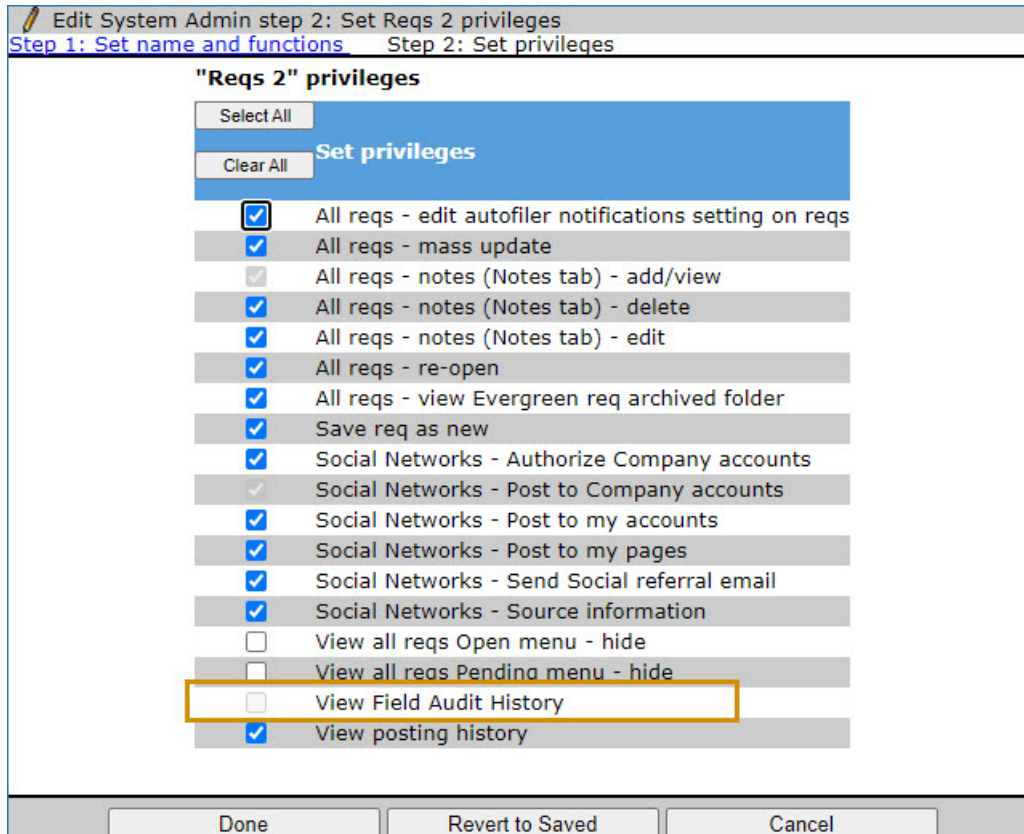 Edit System Admin step 2: Set Reqs 2 privileges
Step 1: Set name and functions Step 2: Set privileges
"Reqs 2" privileges
Select All
Set privileges
Clear All
All reqs - edit autofiler notifications setting on reqs
All reqs - mass update
All reqs - notes (Notes tab) - add/view
All reqs - notes (Notes tab) - delete
All reqs - notes (Notes tab) - edit
All reqs - re-open
All reqs - view Evergreen req archived folder
Save req as new
Social Networks - Authorize Company accounts
Social Networks - Post to Company accounts
Social Networks - Post to my accounts
Social Networks - Post to my pages
Social Networks - Send Social referral email
Social Networks - Source information
View all reqs Open menu - hide
View all reqs Pending menu - hide
View Field Audit History
View posting history
Done Revert to Saved Cancel